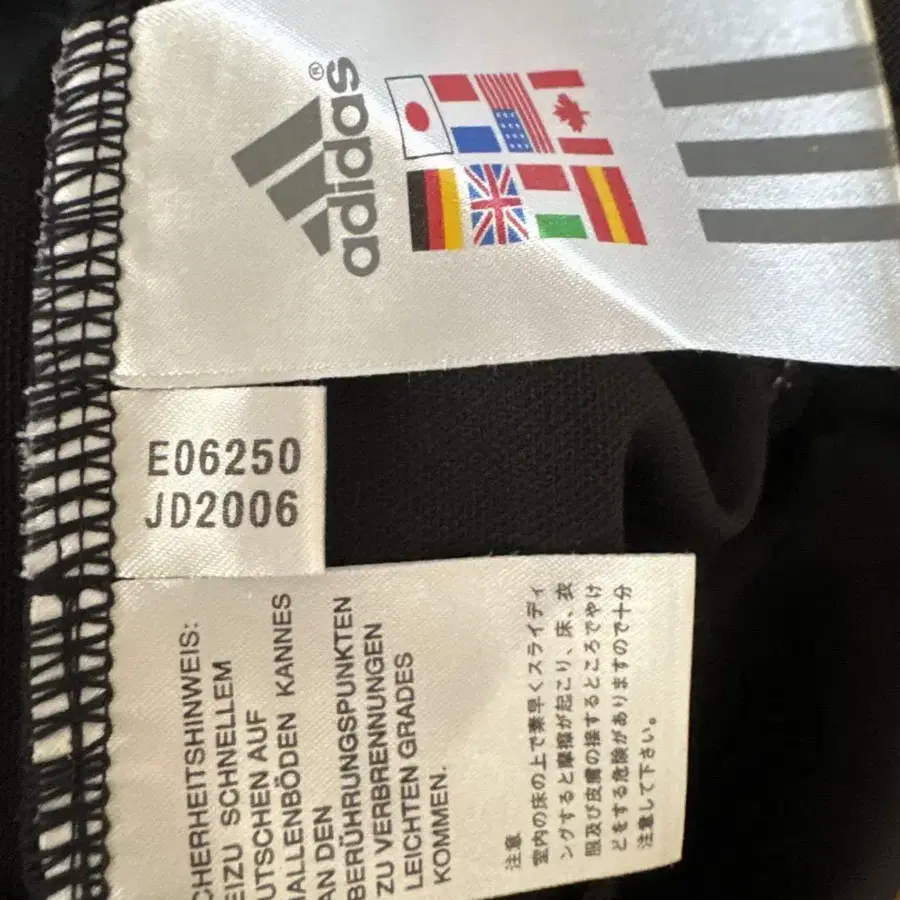 adidas®
E06250
JD2006
CHERHEITSHINWEIS:
EIZU SCHNELLEM
UTSCHEN AUF
ALLENBÖDEN KANNES
AN DEN
BERÜHRUNGSPUNKTEN
ZU VERBRENNUNGEN
LEICHTEN GRADES
KOMMEN.
注意
室内の床の上で素早くスライディ
ングすると摩擦が起こり、床、衣
服及び皮膚の接するところでやけ
どをする危険がありますので十分
注意して下さい。